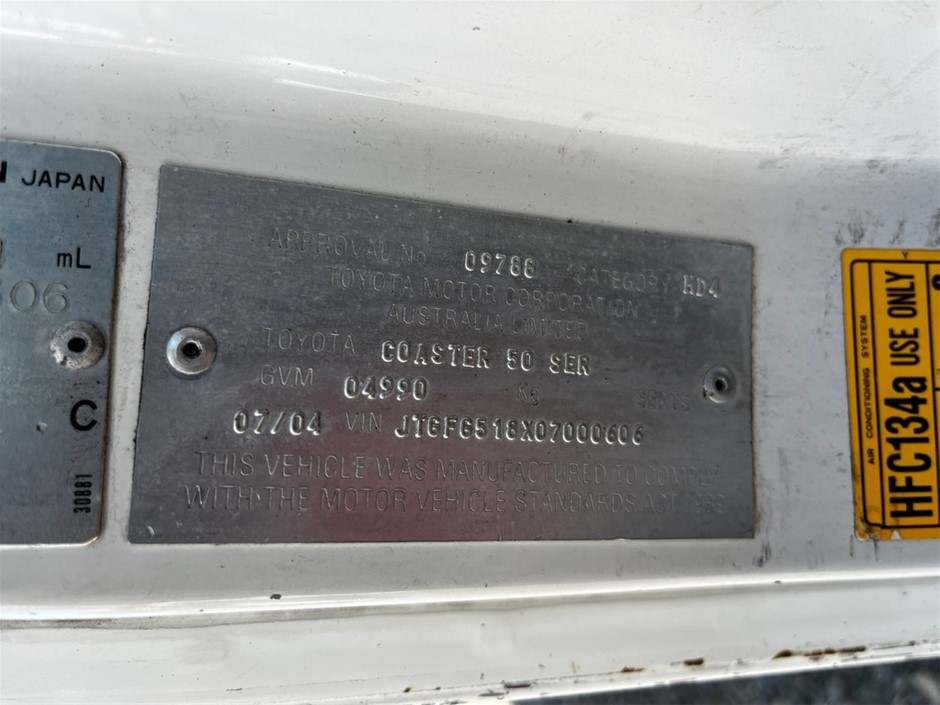 JAPAN
mL
606
C
30881
APPROVAL No. 09788 CATEGORY MD4
TOYOTA MOTOR CORPORATION
AUSTRALIA LIMITED
TOYOTA COASTER 50 SER
GVM 04990 Kg SEATS
07/04 VIN JTGFG518X07000606
THIS VEHICLE WAS MANUFACTURED TO COMPLY
WITH THE MOTOR VEHICLE STANDARDS ACT 1989
AIR CONDITIONING SYSTEM
HFC134a USE ONLY